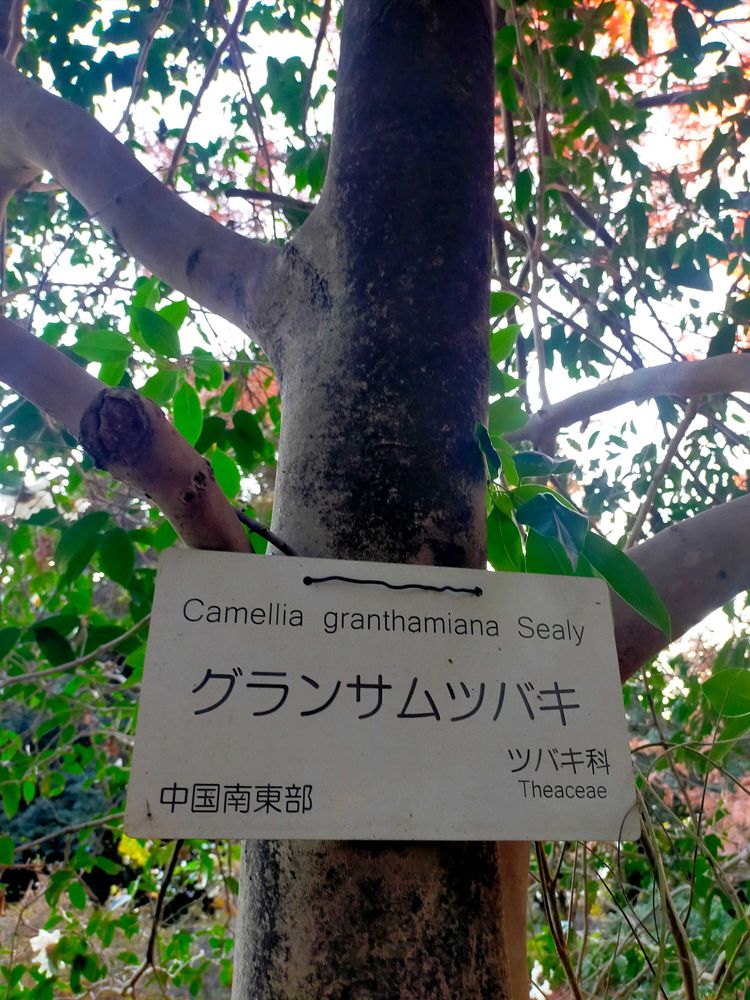 Camellia granthamiana Sealy
グランサムツバキ
ツバキ科
Theaceae
中国南東部